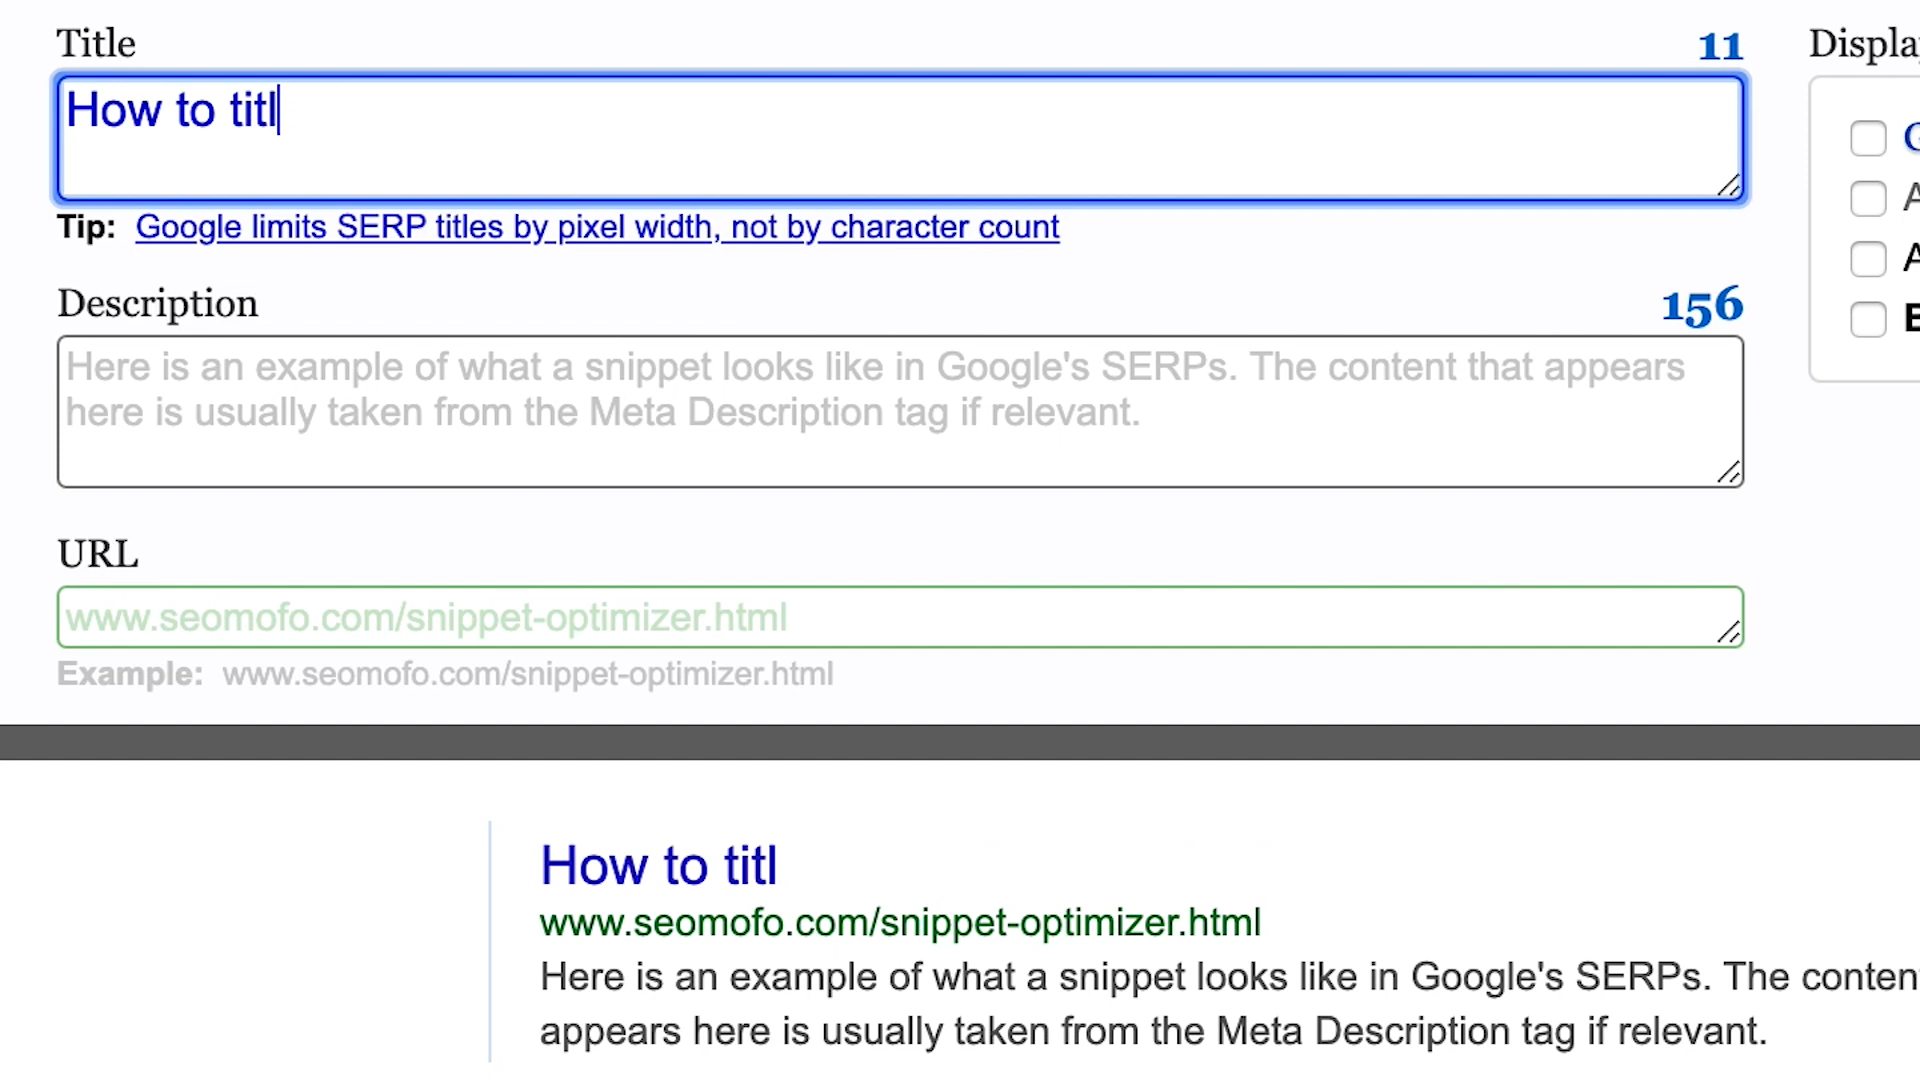 Title
11
How to titl
Tip: Google limits SERP titles by pixel width, not by character count
Description
156
Here is an example of what a snippet looks like in Google's SERPs. The content that appears
here is usually taken from the Meta Description tag if relevant.
URL
www.seomofo.com/snippet-optimizer.html
Example: www.seomofo.com/snippet-optimizer.html
How to titl
www.seomofo.com/snippet-optimizer.html
Here is an example of what a snippet looks like in Google's SERPs. The conten
appears here is usually taken from the Meta Description tag if relevant.